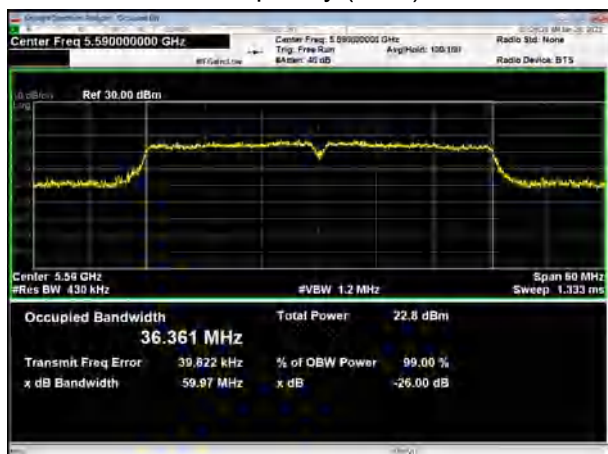 Center Freq 5.590000000 GHz
Center Freq: 5.590000000 GHz
Radio Std: None
Trig: Free Run
Avg|Hold: 100/100
#IFGain:Low
#Atten: 40 dB
Radio Device: BTS
Ref 30.00 dBm
Log
Center 5.59 GHz
Span 60 MHz
#Res BW 430 kHz
#VBW 1.2 MHz
Sweep 1.333 ms
Occupied Bandwidth
Total Power
22.8 dBm
36.361 MHz
Transmit Freq Error
39.822 kHz
% of OBW Power
99.00 %
x dB Bandwidth
59.97 MHz
x dB
-26.00 dB